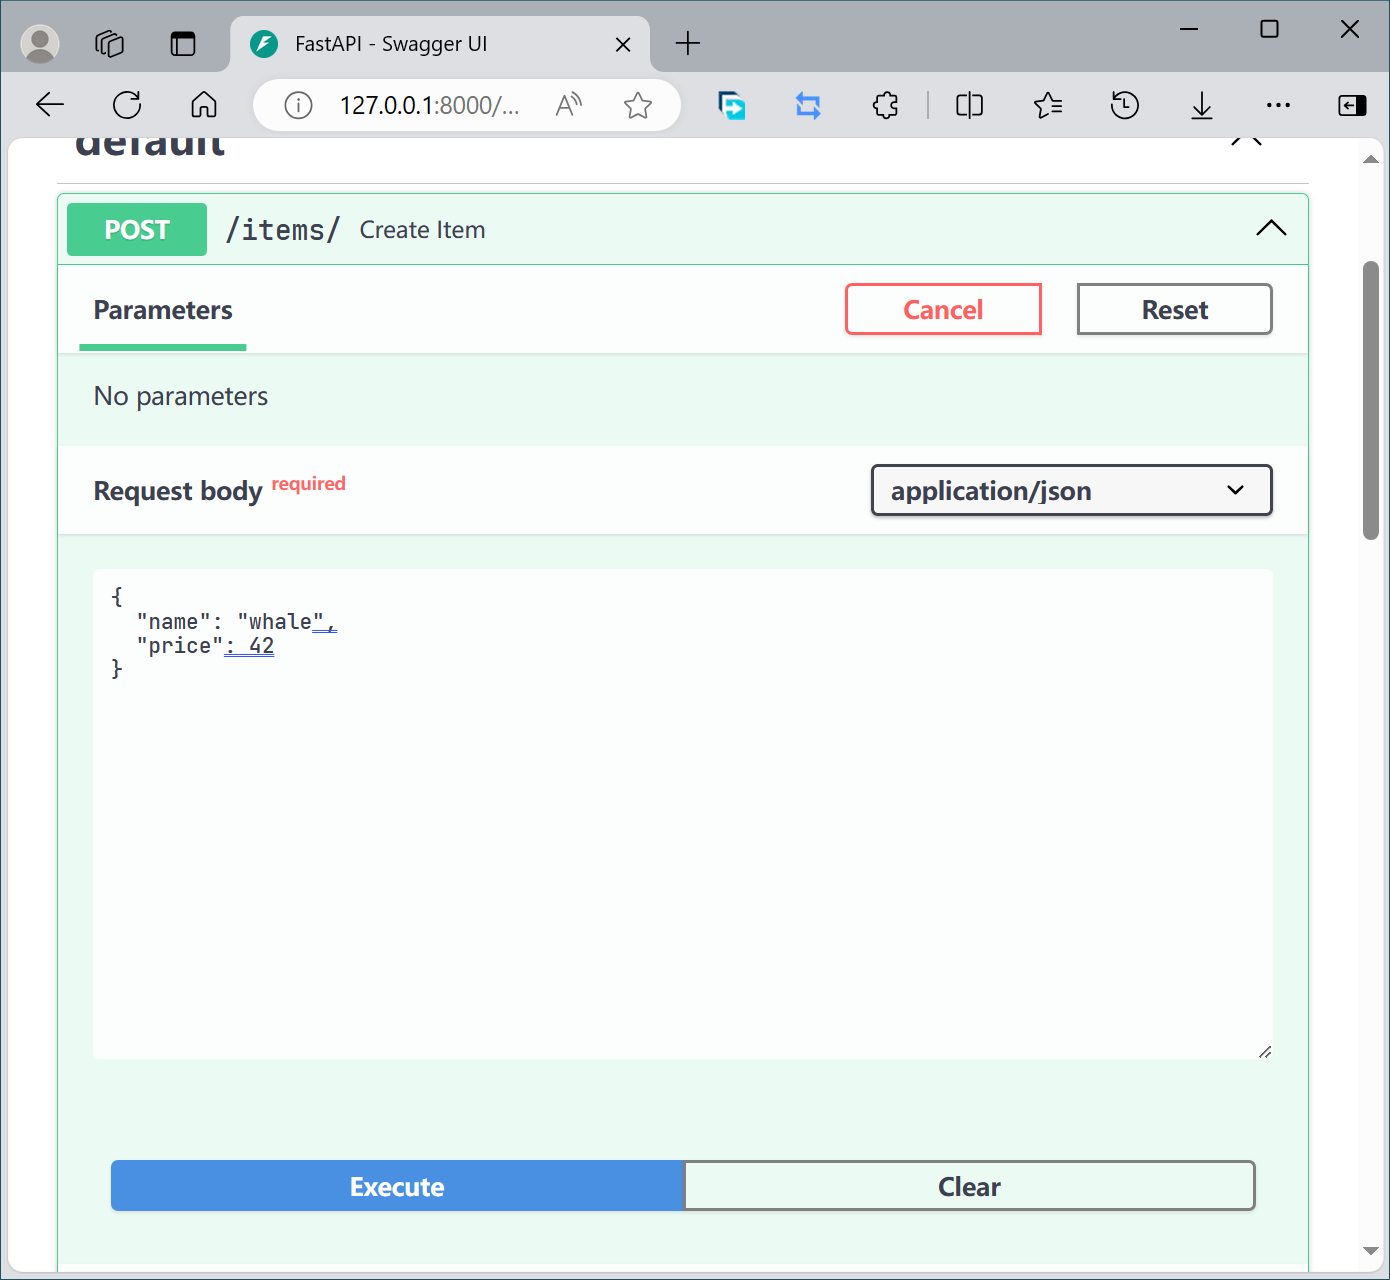 FastAPI - Swagger UI
127.0.0.1:8000/...
default
POST /items/ Create Item
Parameters
Cancel
Reset
No parameters
Request body required
application/json
{
  "name": "whale",
  "price": 42
}
Execute
Clear